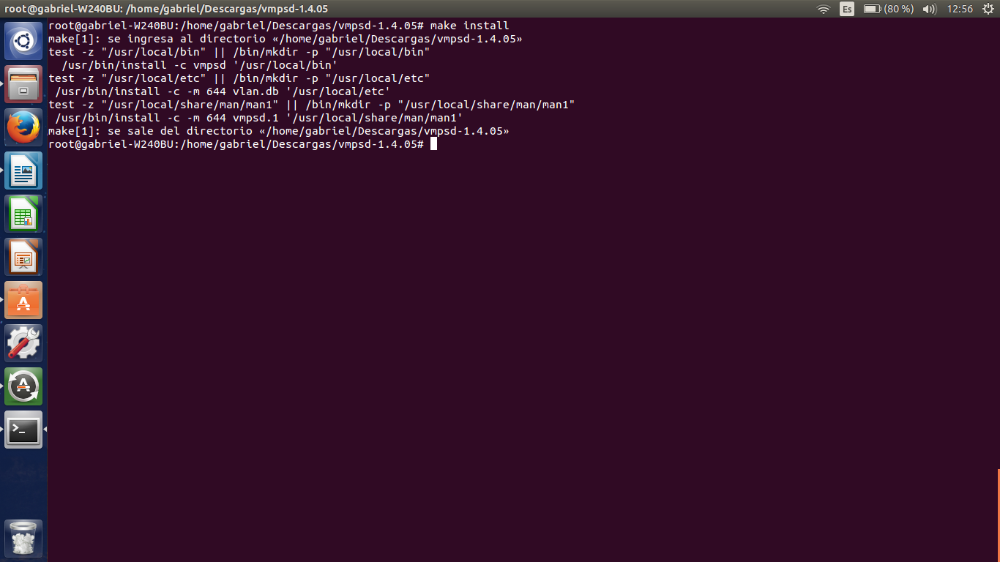 root@gabriel-W240BU: /home/gabriel/Descargas/vmpsd-1.4.05
Es (80 %) 12:56
root@gabriel-W240BU:/home/gabriel/Descargas/vmpsd-1.4.05# make install
make[1]: se ingresa al directorio «/home/gabriel/Descargas/vmpsd-1.4.05»
test -z "/usr/local/bin" || /bin/mkdir -p "/usr/local/bin"
  /usr/bin/install -c vmpsd '/usr/local/bin'
test -z "/usr/local/etc" || /bin/mkdir -p "/usr/local/etc"
 /usr/bin/install -c -m 644 vlan.db '/usr/local/etc'
test -z "/usr/local/share/man/man1" || /bin/mkdir -p "/usr/local/share/man/man1"
 /usr/bin/install -c -m 644 vmpsd.1 '/usr/local/share/man/man1'
make[1]: se sale del directorio «/home/gabriel/Descargas/vmpsd-1.4.05»
root@gabriel-W240BU:/home/gabriel/Descargas/vmpsd-1.4.05#